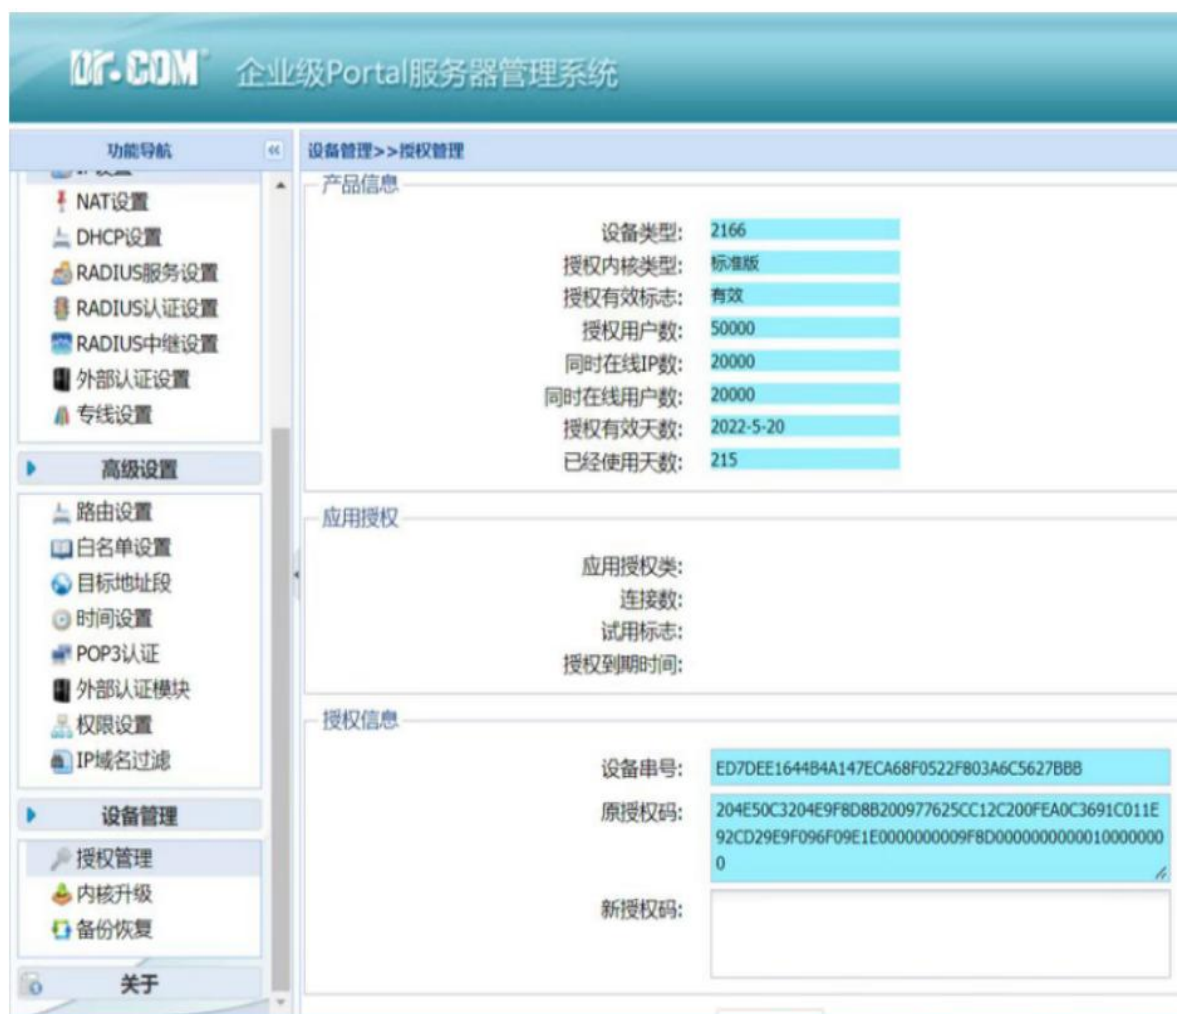 Dr.COM® 企业级Portal服务器管理系统
功能导航
设备管理>>授权管理
NAT设置
DHCP设置
RADIUS服务设置
RADIUS认证设置
RADIUS中继设置
外部认证设置
专线设置
高级设置
路由设置
白名单设置
目标地址段
时间设置
POP3认证
外部认证模块
权限设置
IP域名过滤
设备管理
授权管理
内核升级
备份恢复
关于
产品信息
设备类型: 2166
授权内核类型: 标准版
授权有效标志: 有效
授权用户数: 50000
同时在线IP数: 20000
同时在线用户数: 20000
授权有效天数: 2022-5-20
已经使用天数: 215
应用授权
应用授权类:
连接数:
试用标志:
授权到期时间:
授权信息
设备串号: ED7DEE1644B4A147ECA68F0522F803A6C5627BBB
原授权码: 204E50C3204E9F8D8B200977625CC12C200FEA0C3691C011E
92CD29E9F096F09E1E0000000009F8D0000000000010000000
0
新授权码: